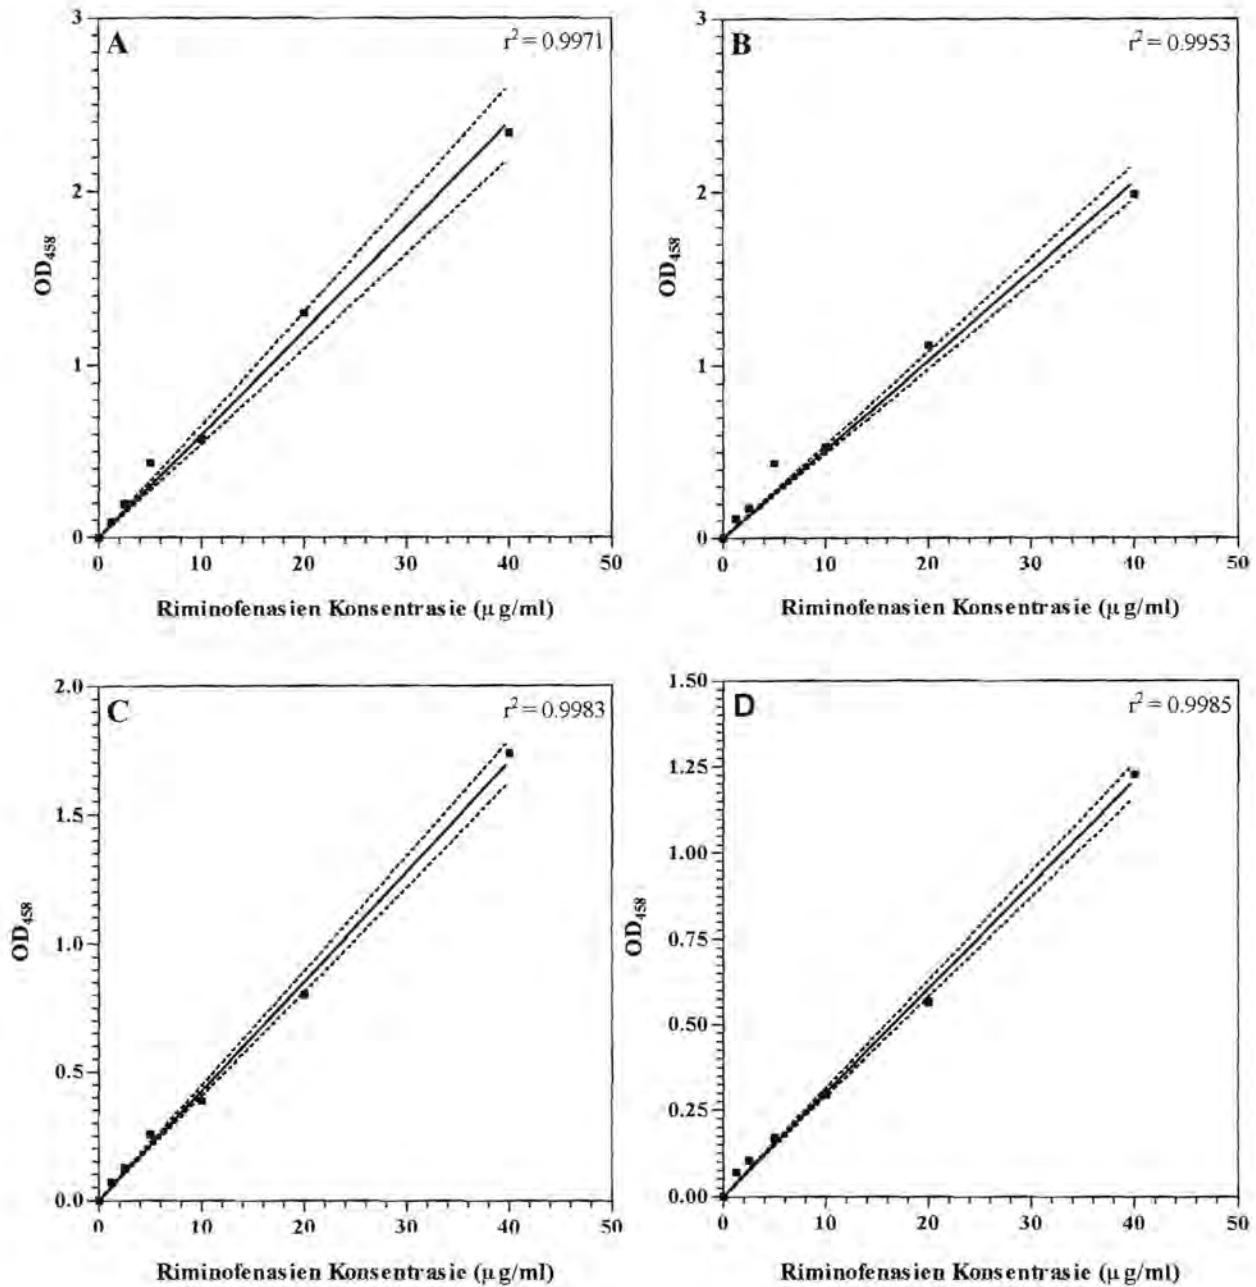 A
r² = 0.9971
3
2
1
0
OD₄₅₈
0 10 20 30 40 50
Riminofenasien Konsentrasie (µg/ml)
B
r² = 0.9953
3
2
1
0
OD₄₅₈
0 10 20 30 40 50
Riminofenasien Konsentrasie (µg/ml)
C
r² = 0.9983
2.0
1.5
1.0
0.5
0.0
OD₄₅₈
0 10 20 30 40 50
Riminofenasien Konsentrasie (µg/ml)
D
r² = 0.9985
1.50
1.25
1.00
0.75
0.50
0.25
0.00
OD₄₅₈
0 10 20 30 40 50
Riminofenasien Konsentrasie (µg/ml)